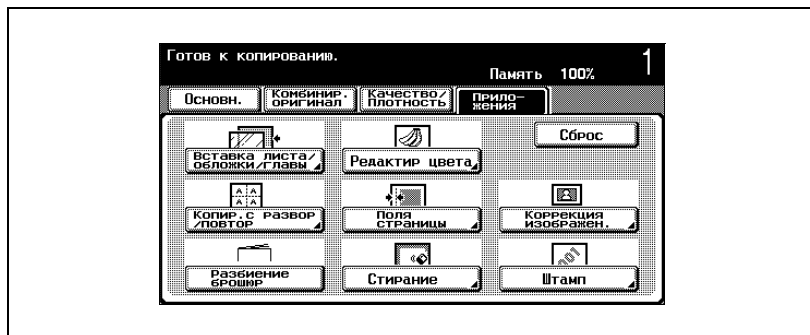 Готов к копированию.
Память 100% 1
Основн.
Комбинир.
оригинал
Качество/
Плотность
Прило-
жения
Сброс
Вставка листа/
обложки/главы
Редактир цвета
Копир.с развор
/повтор
Поля
страницы
Коррекция
изображен.
Разбиение
брошюр
Стирание
Штамп
A A
A A
001